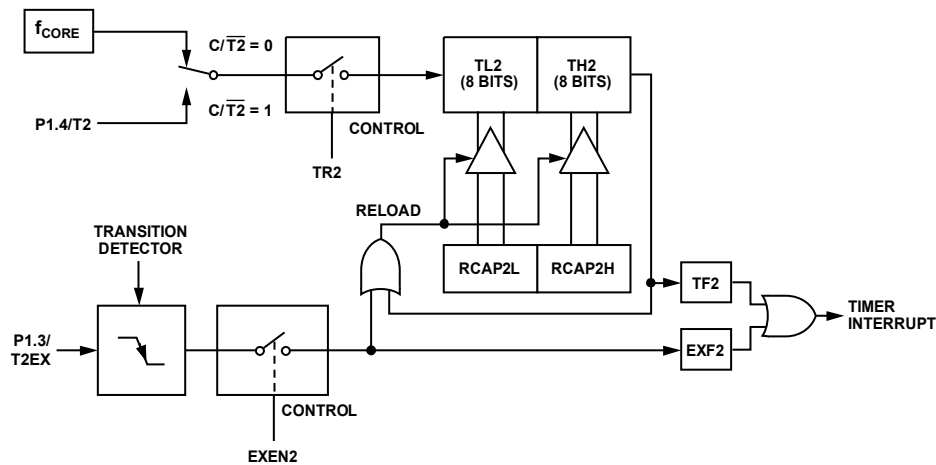 fCORE
C/T2̅ = 0
C/T2̅ = 1
P1.4/T2
CONTROL
TR2
TL2
(8 BITS)
TH2
(8 BITS)
RELOAD
TRANSITION
DETECTOR
RCAP2L
RCAP2H
TF2
TIMER
INTERRUPT
P1.3/
T2EX
EXF2
CONTROL
EXEN2